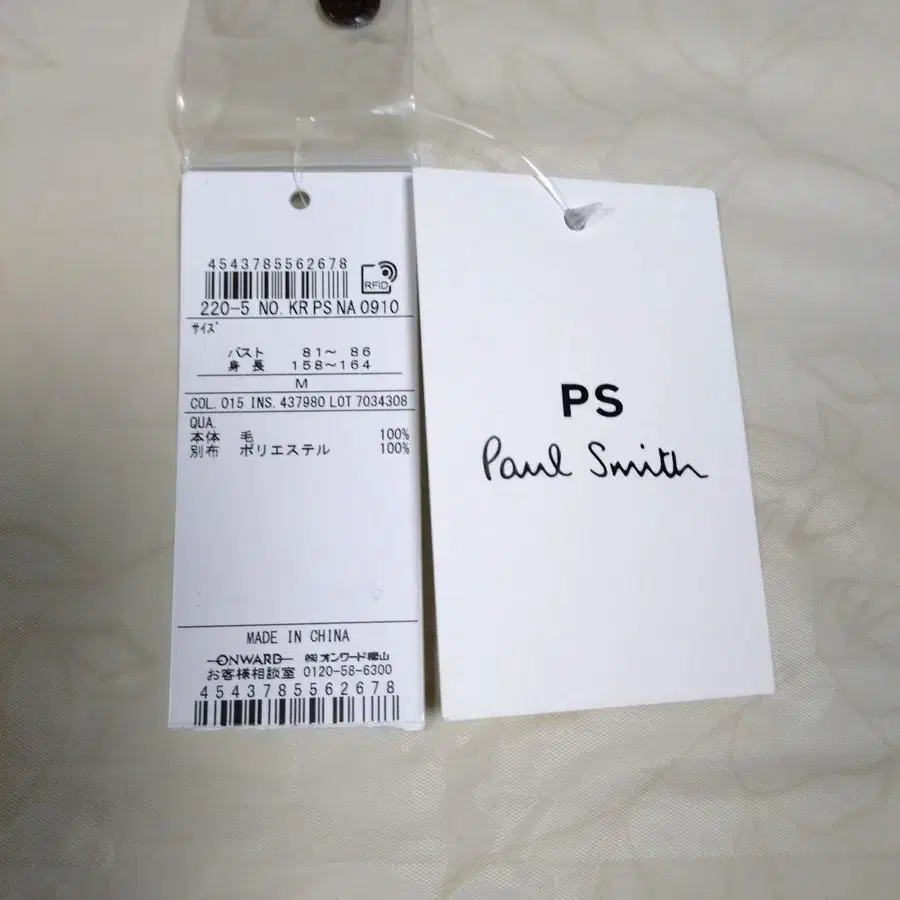 4543785562678
RFID
220-5 NO. KR PS NA 0910
サイズ
バスト 81～ 86
身長 158～164
M
COL. 015 INS. 437980 LOT 7034308
QUA.
本体 毛 100%
別布 ポリエステル 100%
MADE IN CHINA
ONWARD ㈱オンワード樫山
お客様相談室 0120-58-6300
4543785562678
PS
Paul Smith